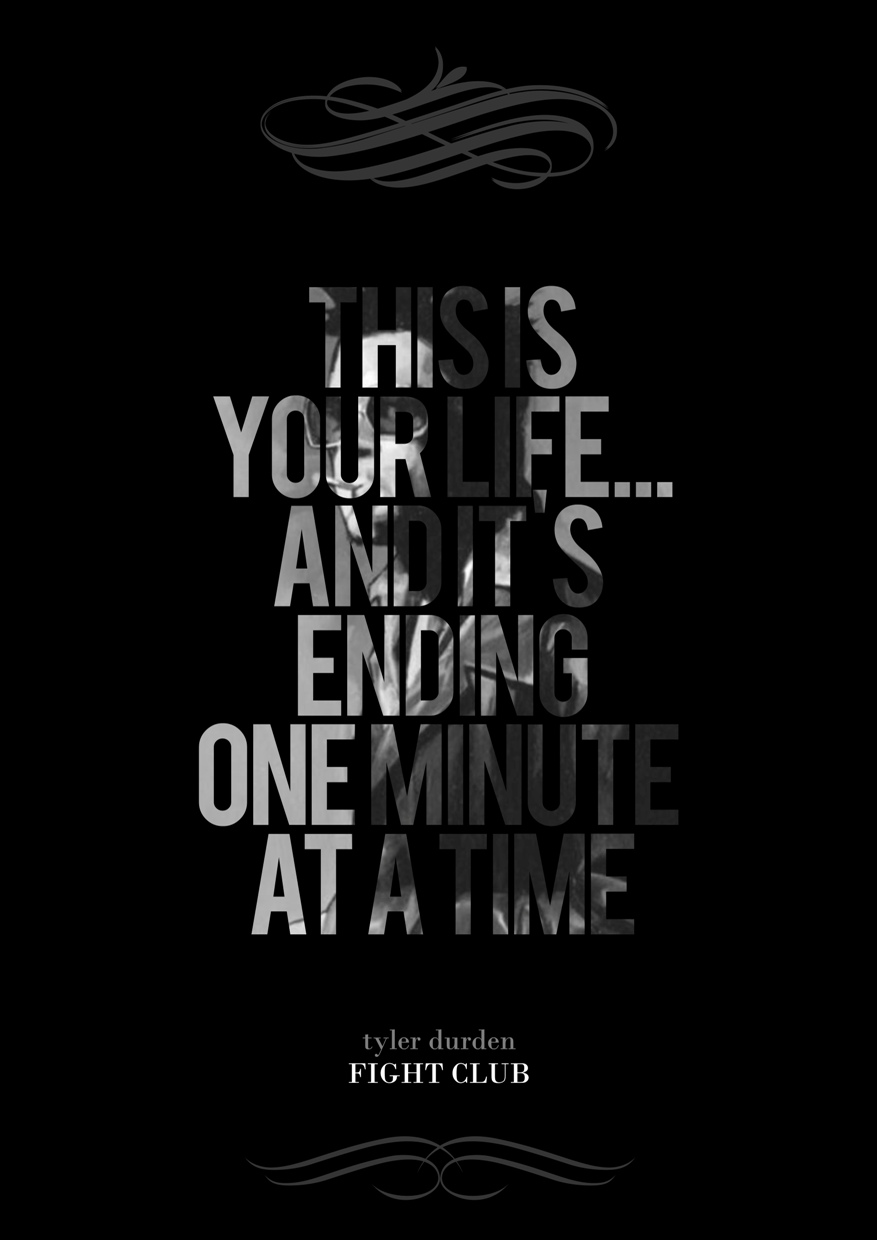 THIS IS
YOUR LIFE...
AND IT'S
ENDING
ONE MINUTE
AT A TIME
tyler durden
FIGHT CLUB